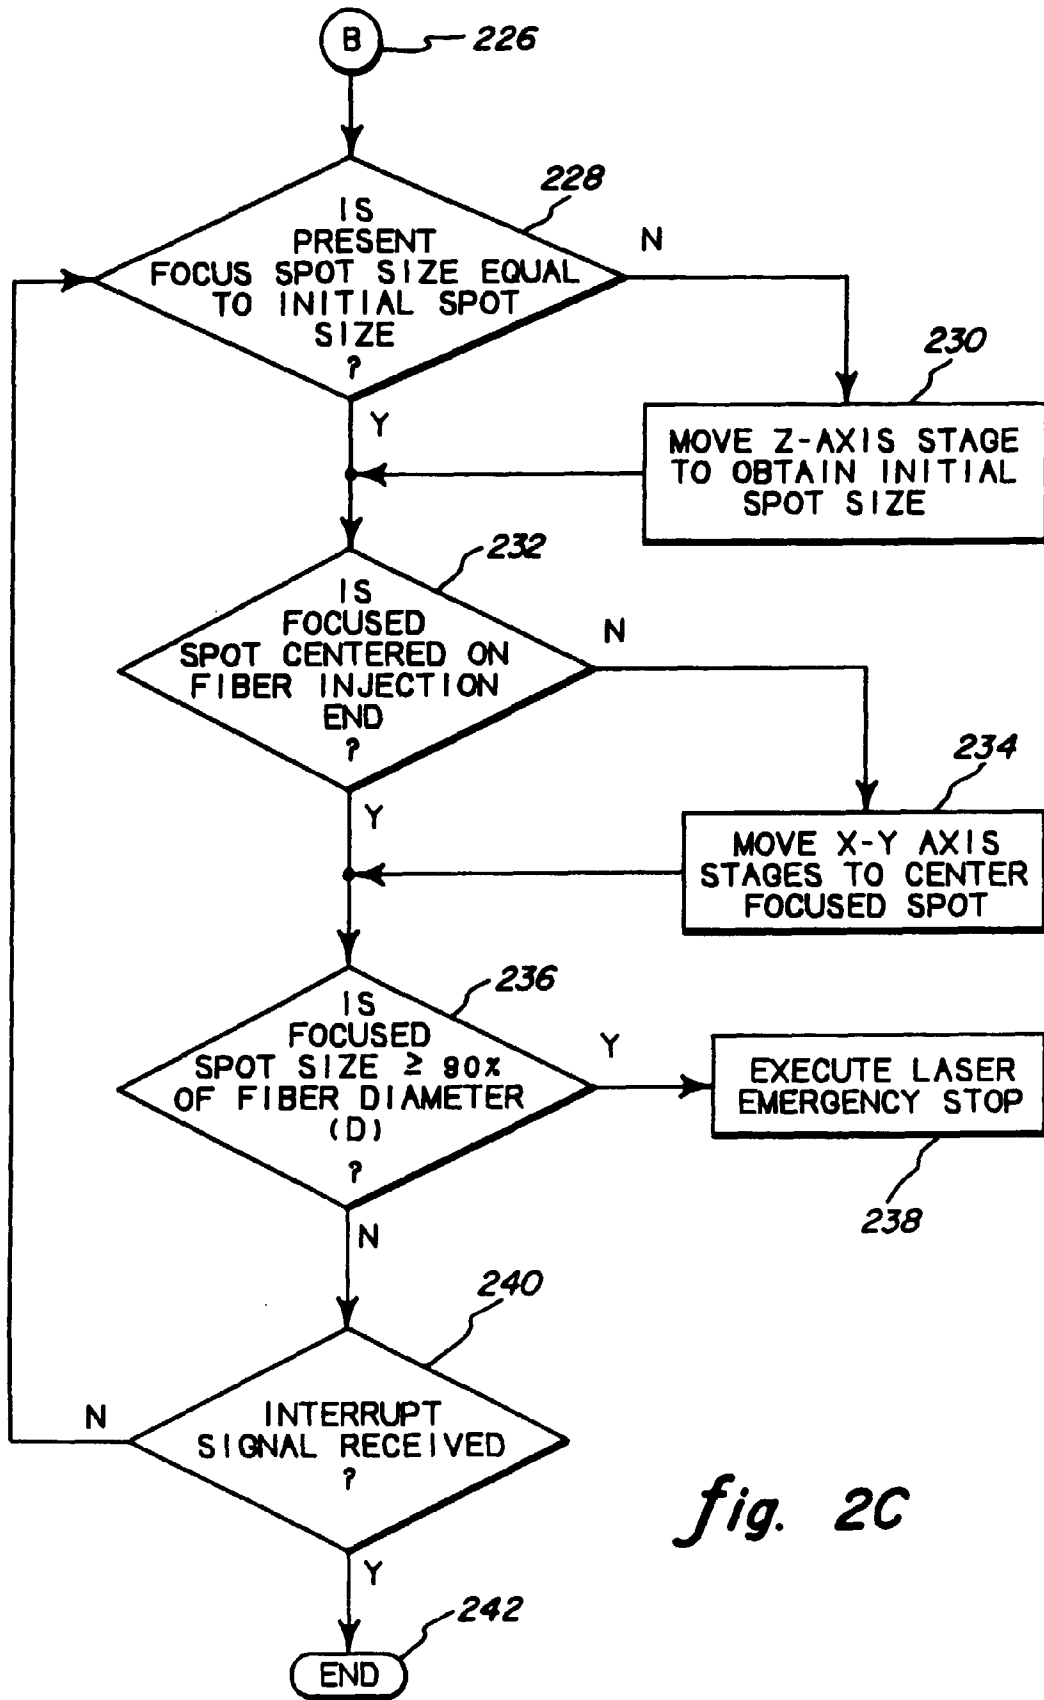 B
226
228
IS
PRESENT
FOCUS SPOT SIZE EQUAL
TO INITIAL SPOT
SIZE
?
N
Y
230
MOVE Z-AXIS STAGE
TO OBTAIN INITIAL
SPOT SIZE
232
IS
FOCUSED
SPOT CENTERED ON
FIBER INJECTION
END
?
N
Y
234
MOVE X-Y AXIS
STAGES TO CENTER
FOCUSED SPOT
236
IS
FOCUSED
SPOT SIZE ≥ 90%
OF FIBER DIAMETER
(D)
?
Y
N
EXECUTE LASER
EMERGENCY STOP
238
240
INTERRUPT
SIGNAL RECEIVED
?
N
Y
242
END
fig. 2C